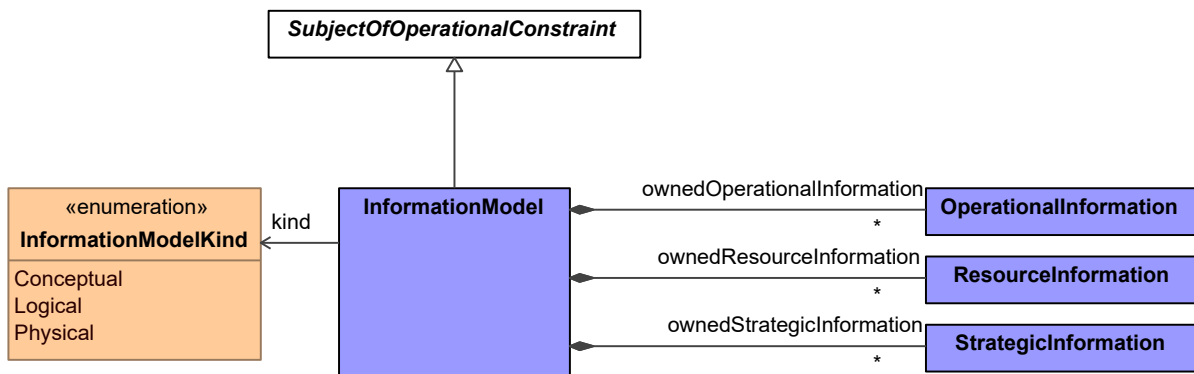 SubjectOfOperationalConstraint
«enumeration»
InformationModelKind
Conceptual
Logical
Physical
kind
InformationModel
ownedOperationalInformation
*
OperationalInformation
ownedResourceInformation
*
ResourceInformation
ownedStrategicInformation
*
StrategicInformation